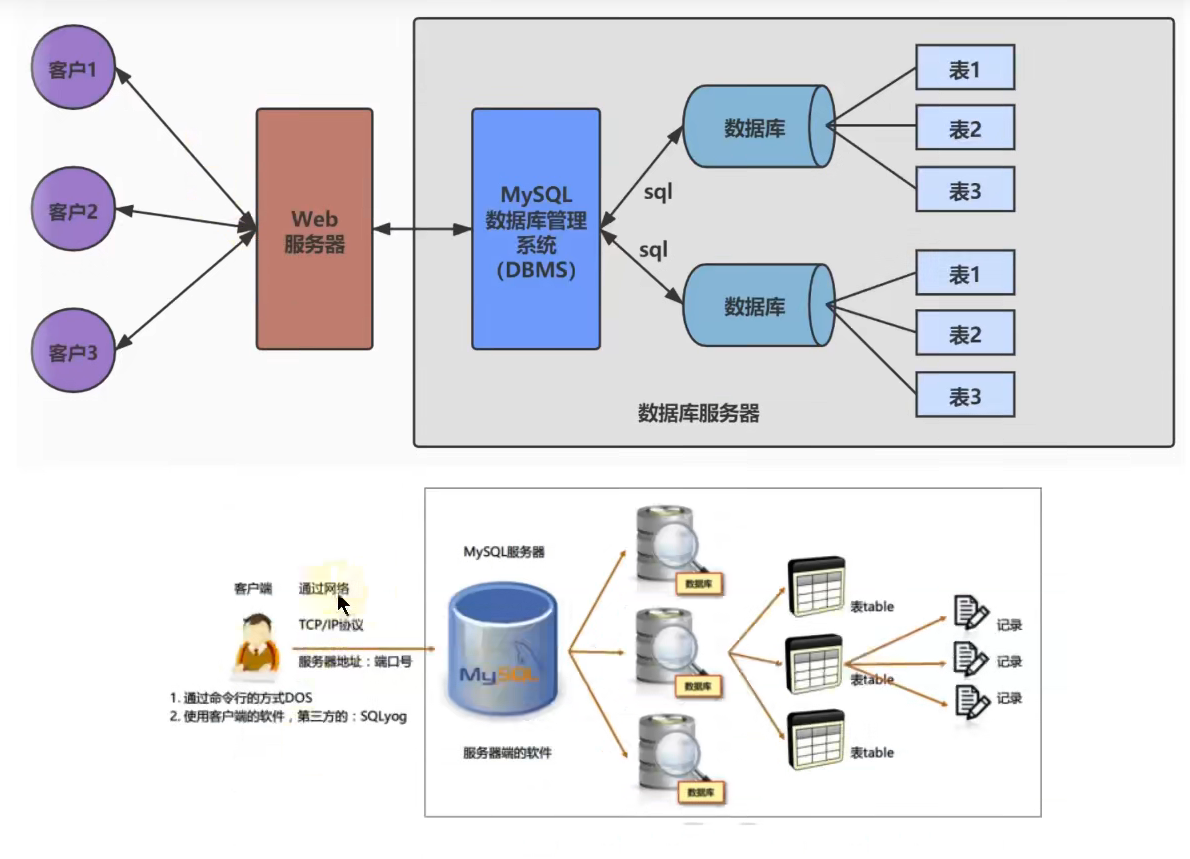 客户1
客户2
客户3
Web
服务器
MySQL
数据库管理
系统
（DBMS）
sql
sql
数据库
数据库
表1
表2
表3
表1
表2
表3
数据库服务器
客户端
通过网络
TCP/IP协议
服务器地址：端口号
1. 通过命令行的方式DOS
2. 使用客户端的软件，第三方的：SQLyog
MySQL服务器
MySQL
服务器端的软件
数据库
数据库
数据库
表table
表table
表table
记录
记录
记录